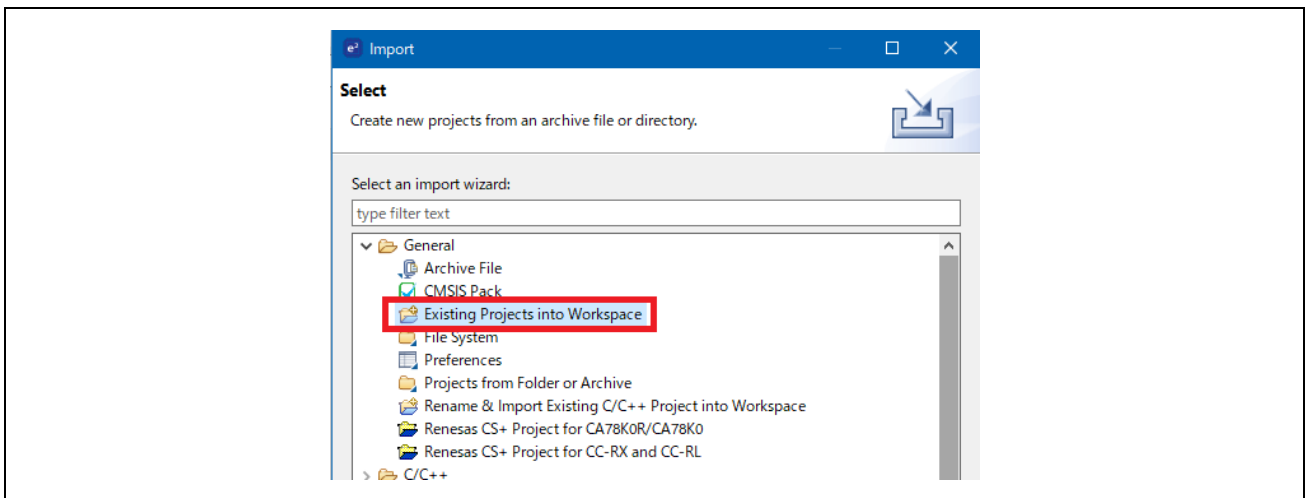 e² Import
Select
Create new projects from an archive file or directory.
Select an import wizard:
type filter text
General
Archive File
CMSIS Pack
Existing Projects into Workspace
File System
Preferences
Projects from Folder or Archive
Rename & Import Existing C/C++ Project into Workspace
Renesas CS+ Project for CA78K0R/CA78K0
Renesas CS+ Project for CC-RX and CC-RL
C/C++